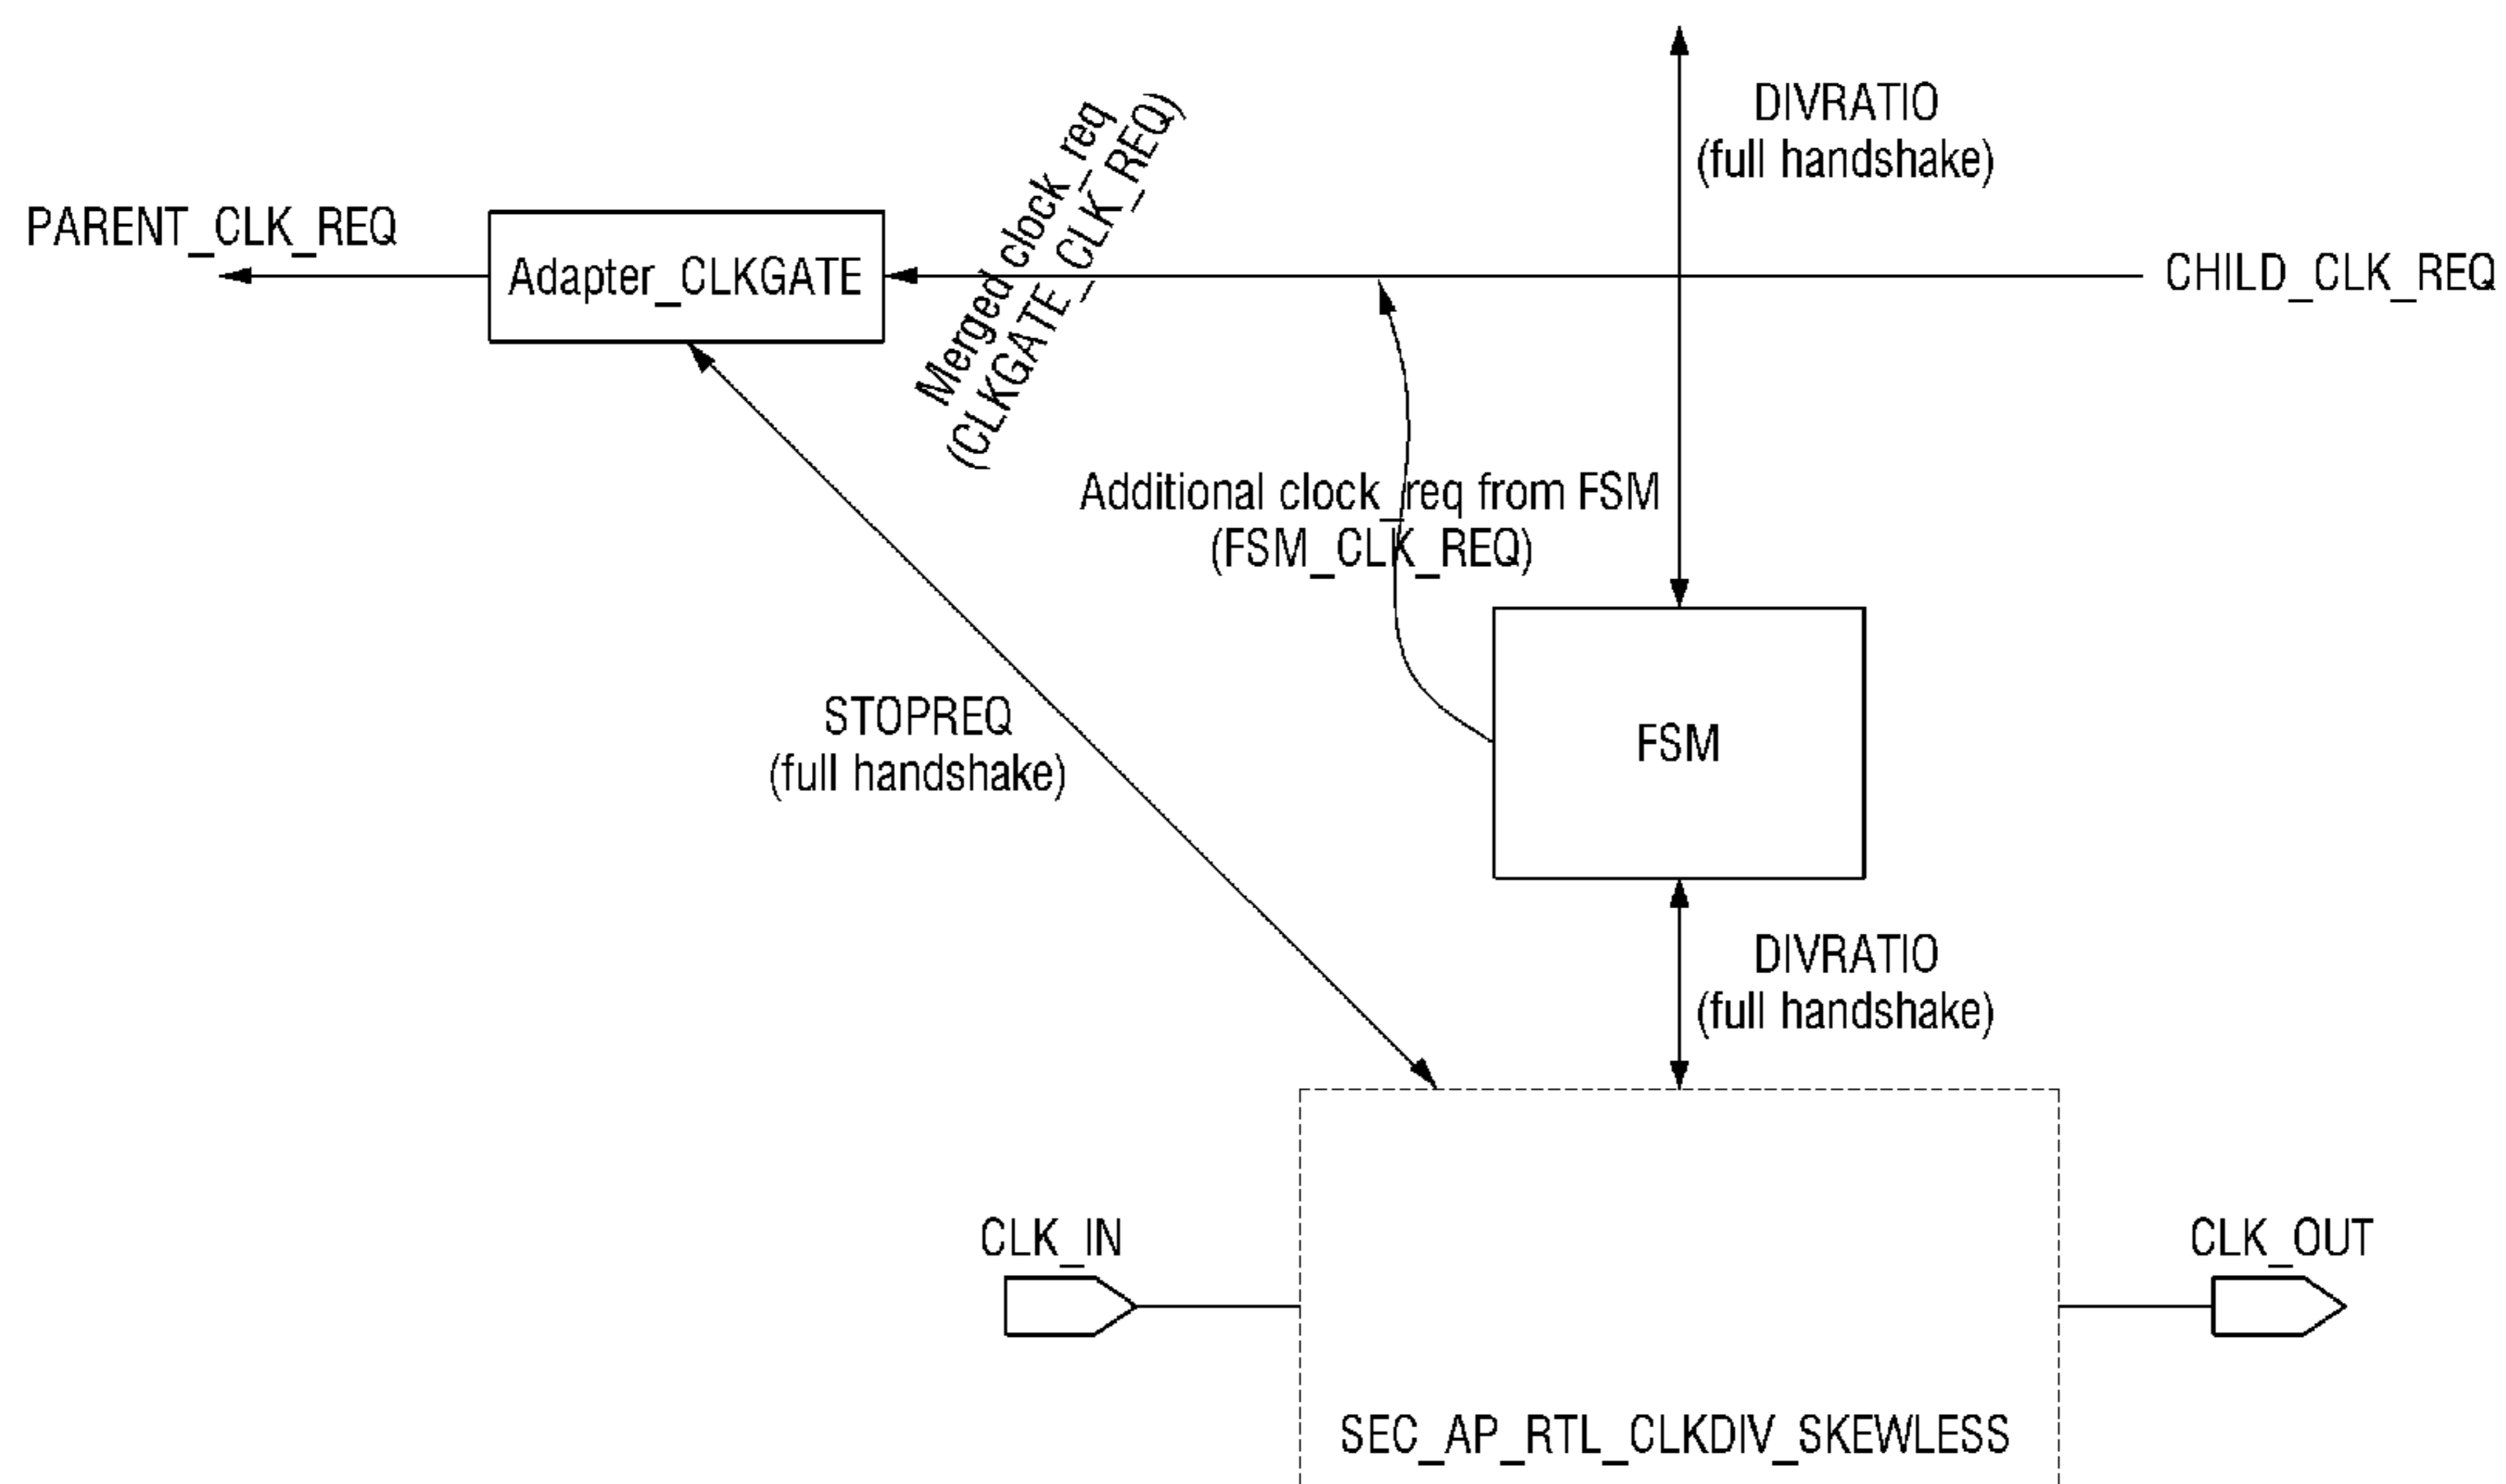 DIVRATIO
(full handshake)
Merged clock_req
(CLKGATE_CLK_REQ)
PARENT_CLK_REQ
Adapter_CLKGATE
CHILD_CLK_REQ
Additional clock_req from FSM
(FSM_CLK_REQ)
STOPREQ
(full handshake)
FSM
DIVRATIO
(full handshake)
CLK_IN
CLK_OUT
SEC_AP_RTL_CLKDIV_SKEWLESS